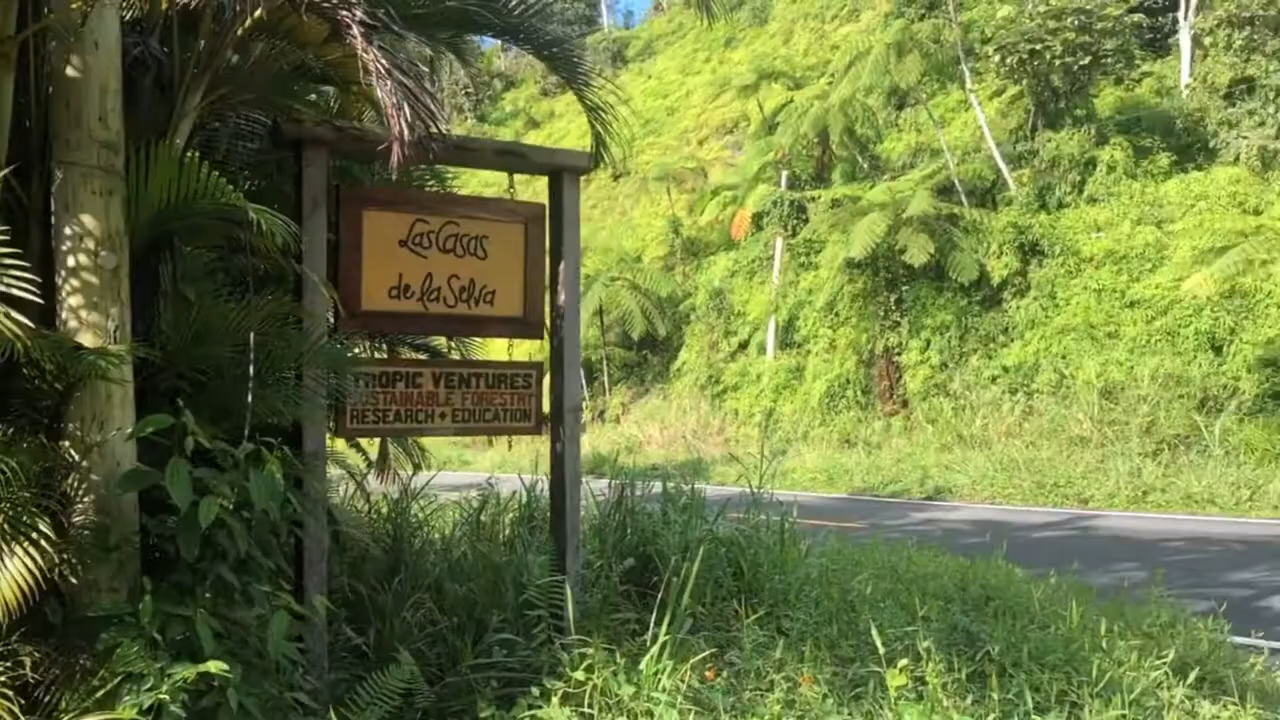 Las Casas
de la Selva
TROPIC VENTURES
SUSTAINABLE FORESTRY
RESEARCH + EDUCATION